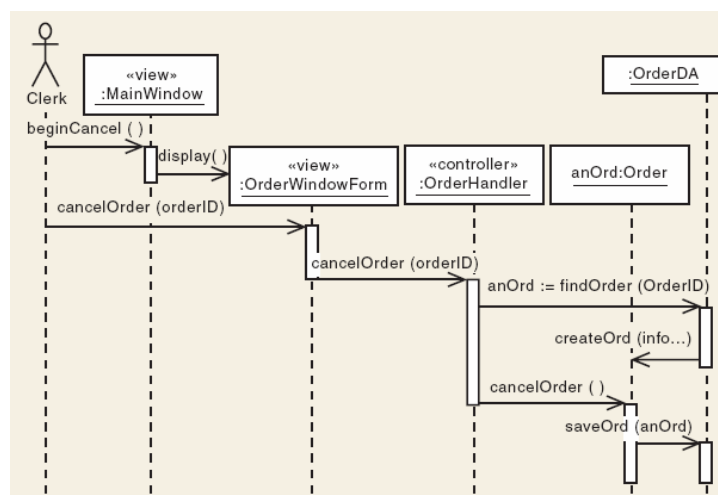 Clerk
«view»
:MainWindow
:OrderDA
beginCancel ( )
display( )
«view»
:OrderWindowForm
«controller»
:OrderHandler
anOrd:Order
cancelOrder (orderID)
cancelOrder (orderID)
anOrd := findOrder (OrderID)
createOrd (info...)
cancelOrder ( )
saveOrd (anOrd)